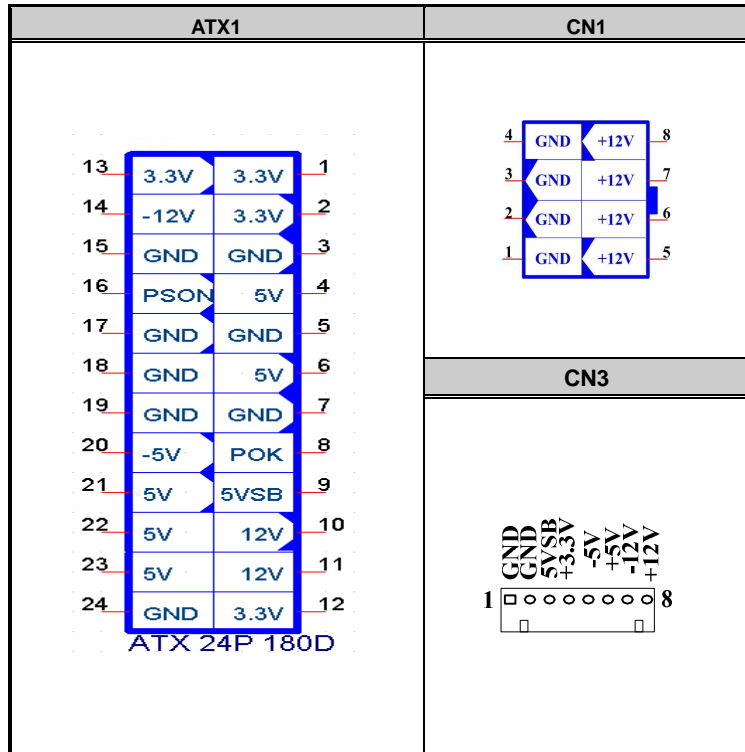 ATX1
13 3.3V 3.3V 1
14 -12V 3.3V 2
15 GND GND 3
16 PSON 5V 4
17 GND GND 5
18 GND 5V 6
19 GND GND 7
20 -5V POK 8
21 5V 5VSB 9
22 5V 12V 10
23 5V 12V 11
24 GND 3.3V 12
ATX 24P 180D
CN1
4 GND +12V 8
3 GND +12V 7
2 GND +12V 6
1 GND +12V 5
CN3
GND
GND
5VSB
+3.3V
-5V
+5V
-12V
+12V
1 8